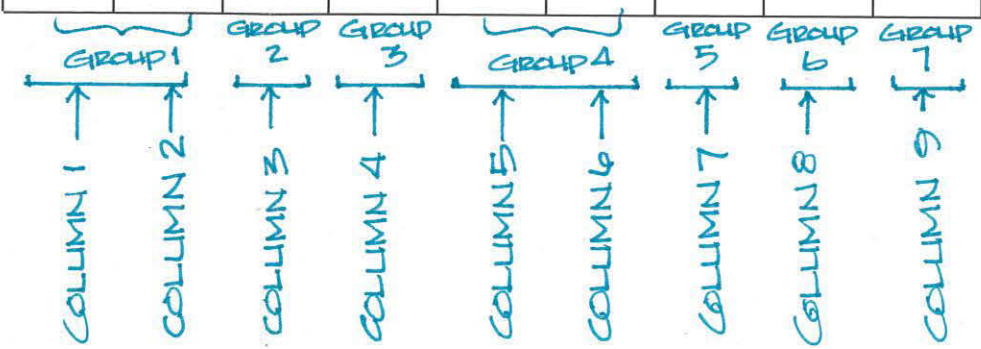 GROUP 1
GROUP 2
GROUP 3
GROUP 4
GROUP 5
GROUP 6
GROUP 7
COLUMN 1
COLUMN 2
COLUMN 3
COLUMN 4
COLUMN 5
COLUMN 6
COLUMN 7
COLUMN 8
COLUMN 9